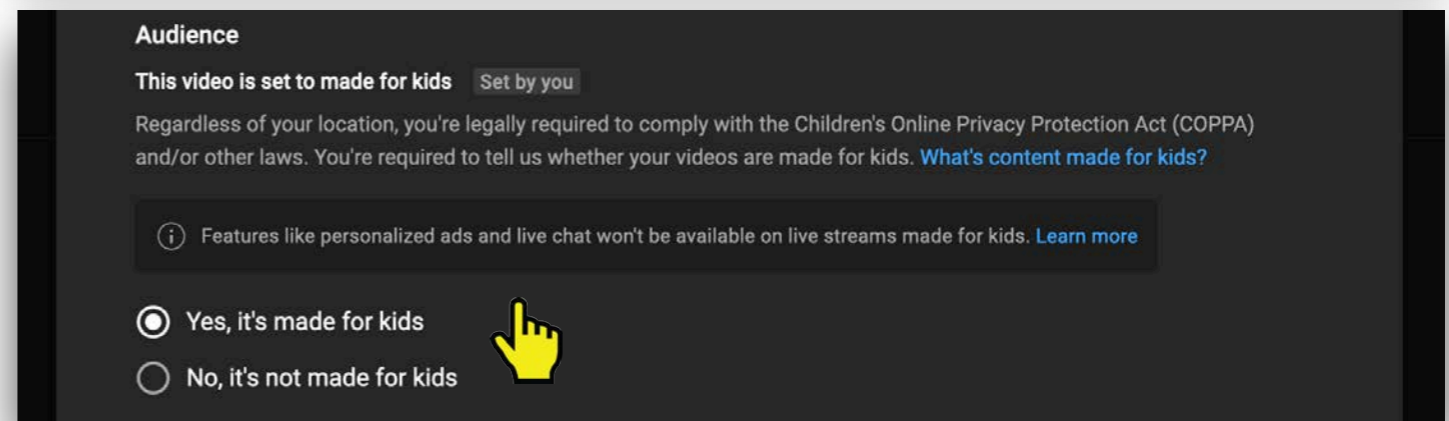 Audience
This video is set to made for kids Set by you
Regardless of your location, you're legally required to comply with the Children's Online Privacy Protection Act (COPPA)
and/or other laws. You're required to tell us whether your videos are made for kids. What's content made for kids?
Features like personalized ads and live chat won't be available on live streams made for kids. Learn more
Yes, it's made for kids
No, it's not made for kids